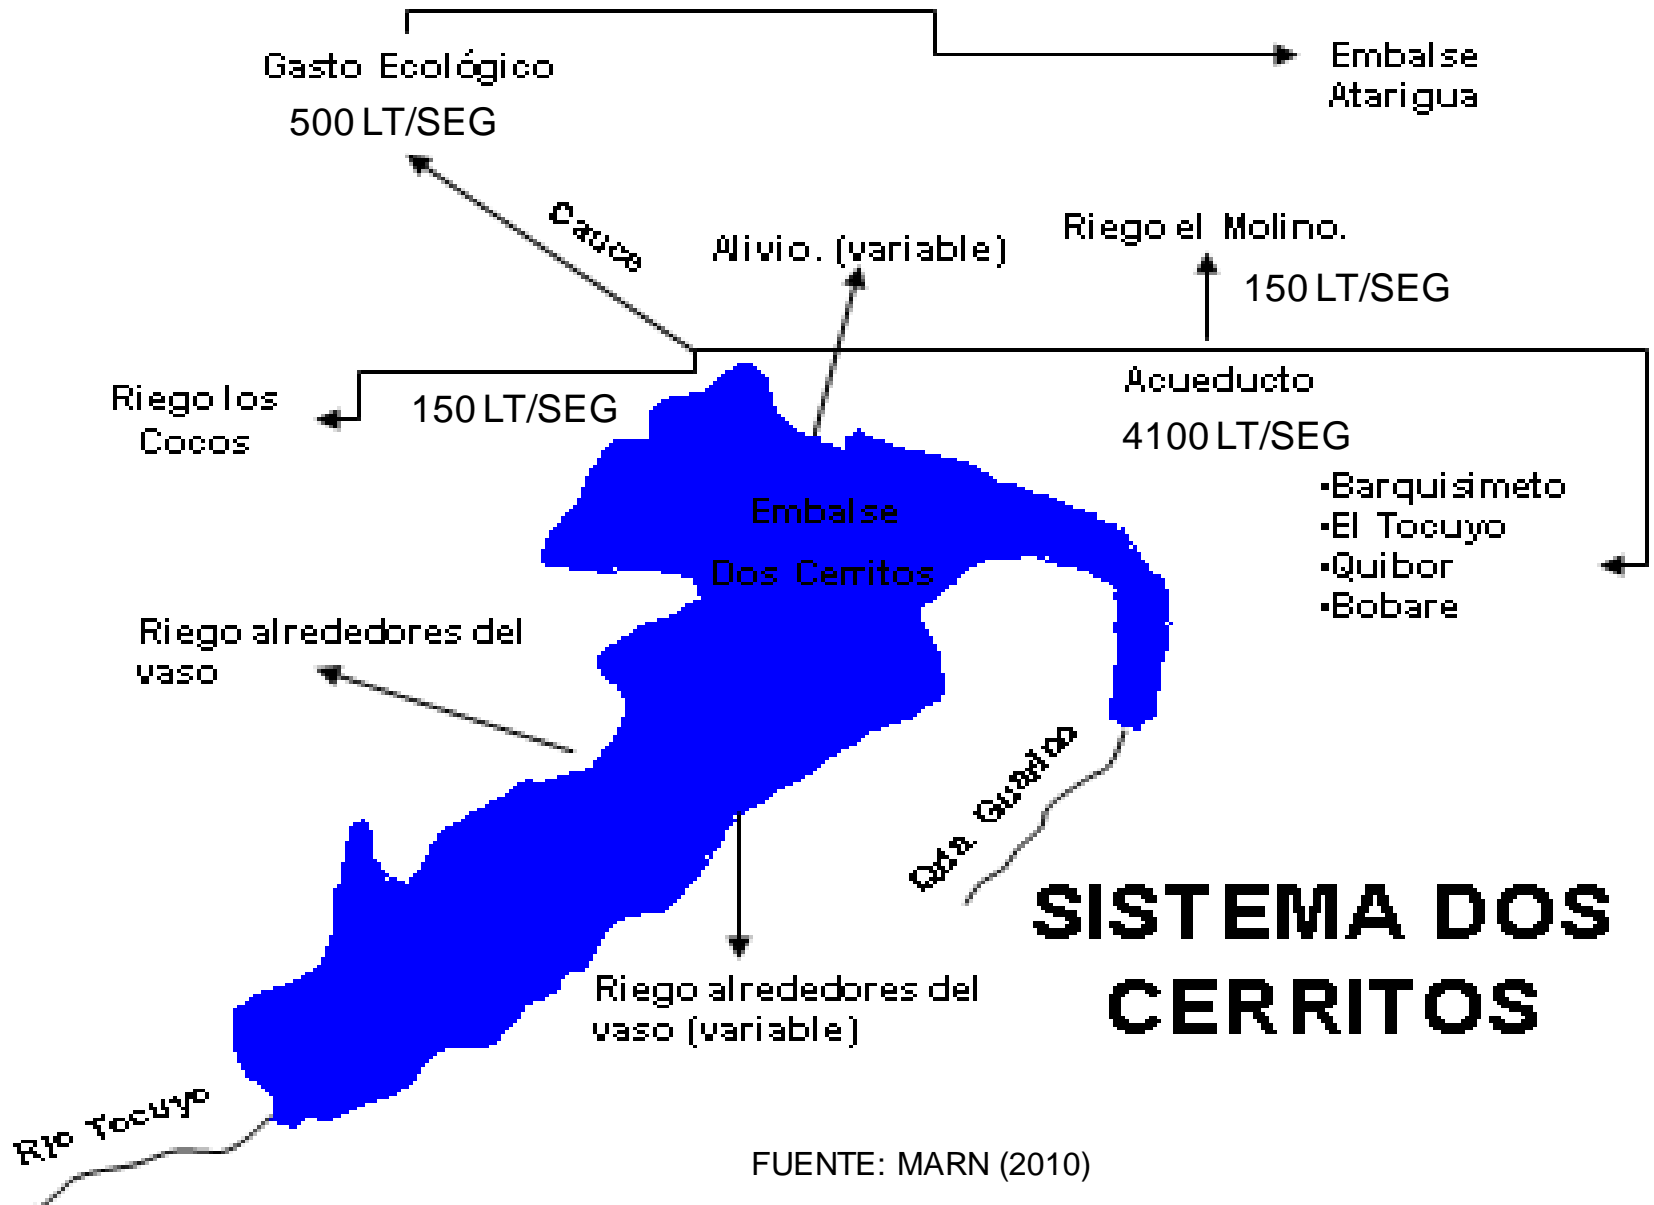 Gasto Ecológico
500 LT/SEG
Embalse
Atarigua
Cauce
Alivio. (variable)
Riego el Molino.
150 LT/SEG
Riego los
Cocos
150 LT/SEG
Acueducto
4100 LT/SEG
•Barquisimeto
•El Tocuyo
•Quibor
•Bobare
Embalse
Dos Cerritos
Riego alrededores del
vaso
Qda. Guarico
Riego alrededores del
vaso (variable)
SISTEMA DOS
CERRITOS
Rio Tocuyo
FUENTE: MARN (2010)